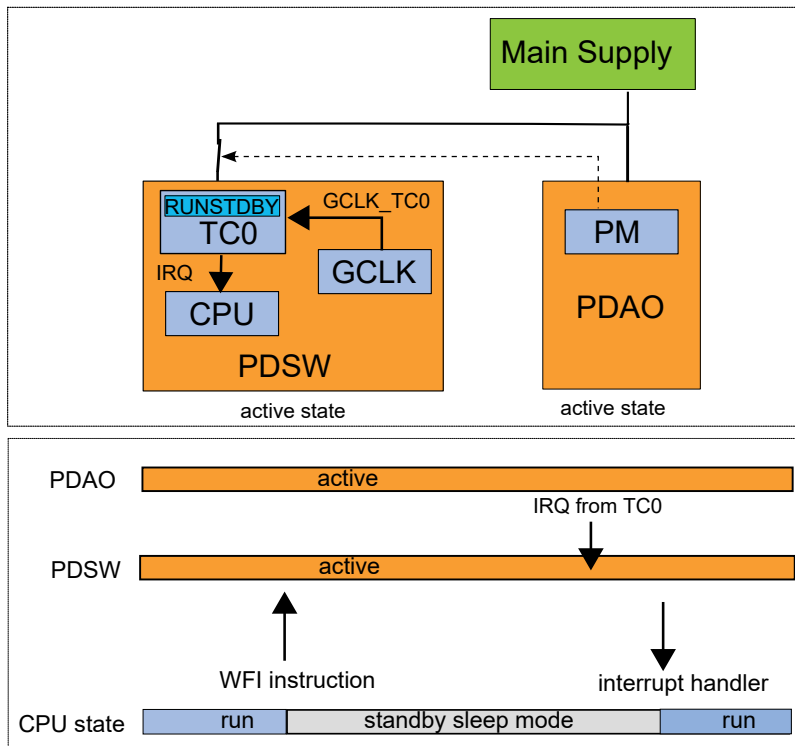 Main Supply
RUNSTDBY
GCLK_TC0
TC0
PM
IRQ
GCLK
CPU
PDAO
PDSW
active state
active state
PDAO
active
IRQ from TC0
PDSW
active
WFI instruction
interrupt handler
CPU state
run
standby sleep mode
run